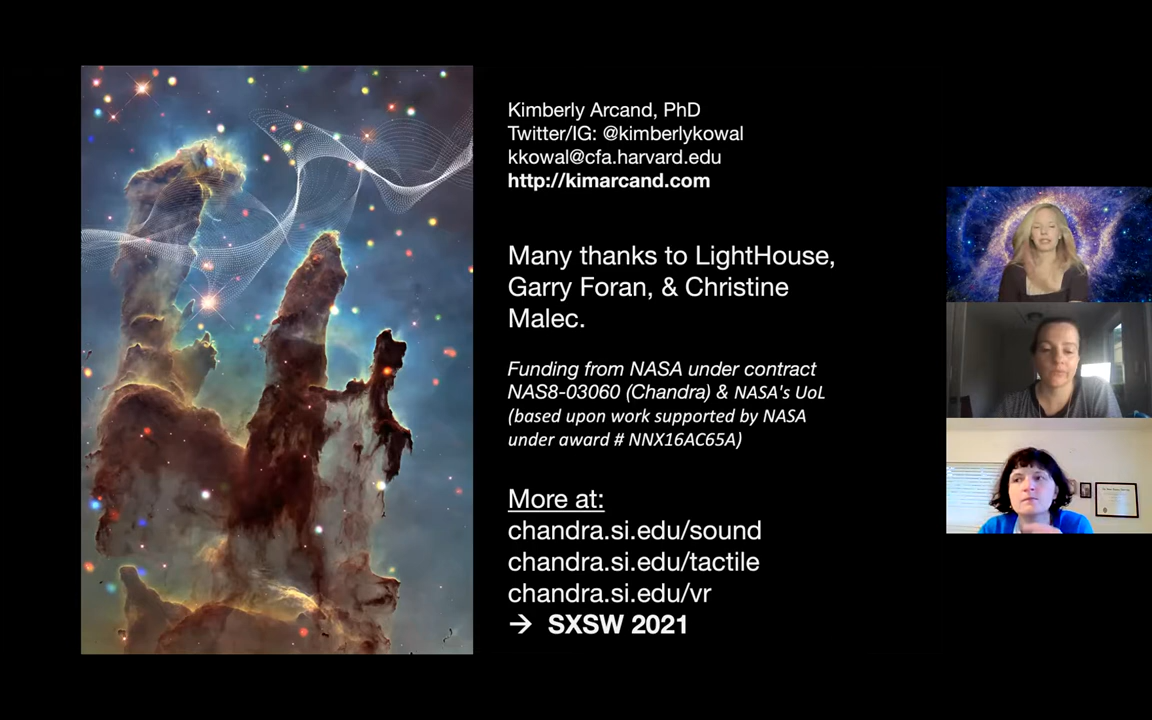 Kimberly Arcand, PhD
Twitter/IG: @kimberlykowal
kkowal@cfa.harvard.edu
http://kimarcand.com
Many thanks to LightHouse,
Garry Foran, & Christine
Malec.
Funding from NASA under contract
NAS8-03060 (Chandra) & NASA's UoL
(based upon work supported by NASA
under award # NNX16AC65A)
More at:
chandra.si.edu/sound
chandra.si.edu/tactile
chandra.si.edu/vr
→ SXSW 2021